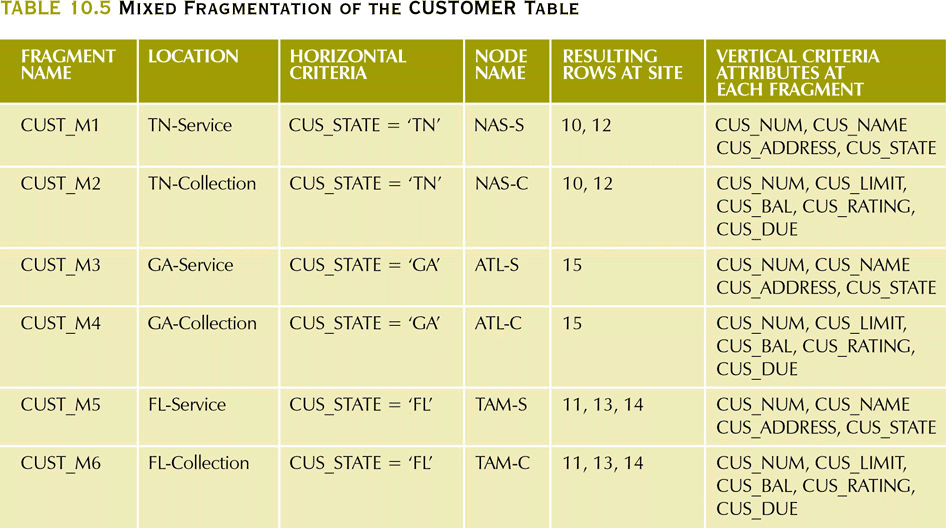 TABLE 10.5 MIXED FRAGMENTATION OF THE CUSTOMER TABLE
FRAGMENT NAME LOCATION HORIZONTAL CRITERIA NODE NAME RESULTING ROWS AT SITE VERTICAL CRITERIA ATTRIBUTES AT EACH FRAGMENT
CUST_M1 TN-Service CUS_STATE = ‘TN’ NAS-S 10, 12 CUS_NUM, CUS_NAME
CUS_ADDRESS, CUS_STATE
CUST_M2 TN-Collection CUS_STATE = ‘TN’ NAS-C 10, 12 CUS_NUM, CUS_LIMIT,
CUS_BAL, CUS_RATING,
CUS_DUE
CUST_M3 GA-Service CUS_STATE = ‘GA’ ATL-S 15 CUS_NUM, CUS_NAME
CUS_ADDRESS, CUS_STATE
CUST_M4 GA-Collection CUS_STATE = ‘GA’ ATL-C 15 CUS_NUM, CUS_LIMIT,
CUS_BAL, CUS_RATING,
CUS_DUE
CUST_M5 FL-Service CUS_STATE = ‘FL’ TAM-S 11, 13, 14 CUS_NUM, CUS_NAME
CUS_ADDRESS, CUS_STATE
CUST_M6 FL-Collection CUS_STATE = ‘FL’ TAM-C 11, 13, 14 CUS_NUM, CUS_LIMIT,
CUS_BAL, CUS_RATING,
CUS_DUE